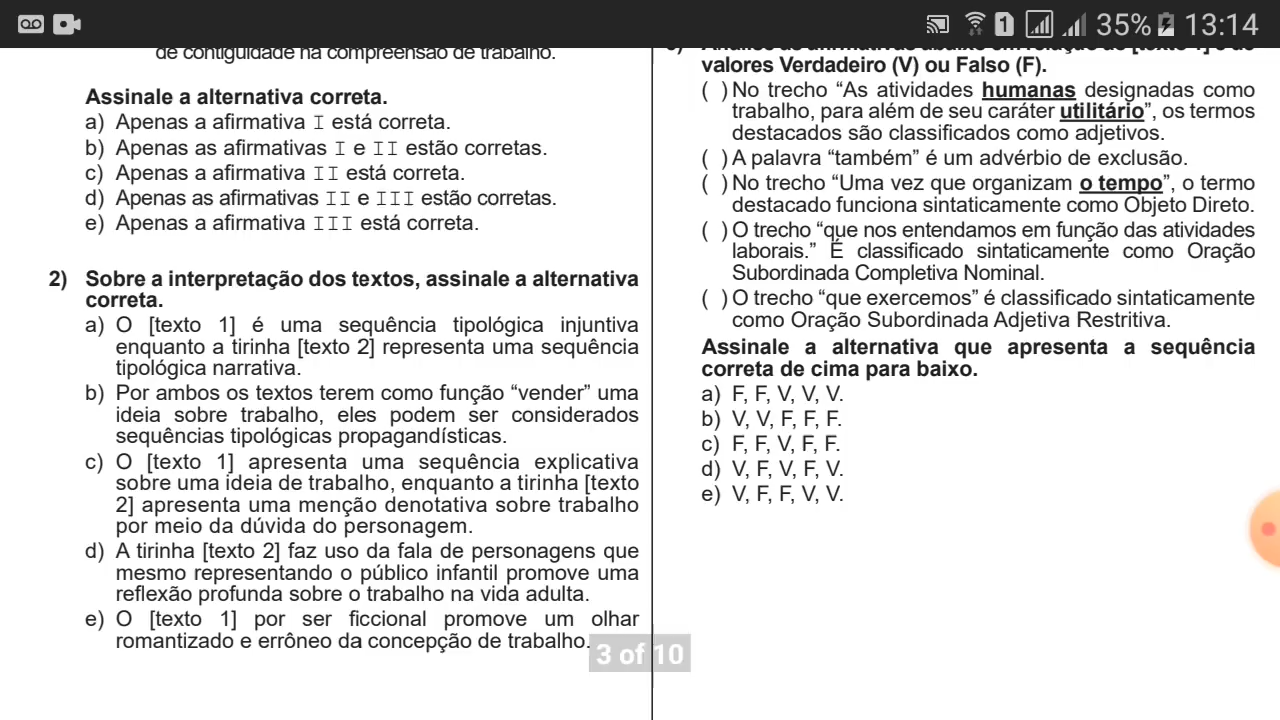 1 35% 13:14
de contiguidade na compreensão de trabalho.
Assinale a alternativa correta.
a) Apenas a afirmativa I está correta.
b) Apenas as afirmativas I e II estão corretas.
c) Apenas a afirmativa II está correta.
d) Apenas as afirmativas II e III estão corretas.
e) Apenas a afirmativa III está correta.
2) Sobre a interpretação dos textos, assinale a alternativa
correta.
a) O [texto 1] é uma sequência tipológica injuntiva
enquanto a tirinha [texto 2] representa uma sequência
tipológica narrativa.
b) Por ambos os textos terem como função “vender” uma
ideia sobre trabalho, eles podem ser considerados
sequências tipológicas propagandísticas.
c) O [texto 1] apresenta uma sequência explicativa
sobre uma ideia de trabalho, enquanto a tirinha [texto
2] apresenta uma menção denotativa sobre trabalho
por meio da dúvida do personagem.
d) A tirinha [texto 2] faz uso da fala de personagens que
mesmo representando o público infantil promove uma
reflexão profunda sobre o trabalho na vida adulta.
e) O [texto 1] por ser ficcional promove um olhar
romantizado e errôneo da concepção de trabalho.
valores Verdadeiro (V) ou Falso (F).
( ) No trecho “As atividades humanas designadas como
trabalho, para além de seu caráter utilitário”, os termos
destacados são classificados como adjetivos.
( ) A palavra “também” é um advérbio de exclusão.
( ) No trecho “Uma vez que organizam o tempo”, o termo
destacado funciona sintaticamente como Objeto Direto.
( ) O trecho “que nos entendamos em função das atividades
laborais.” É classificado sintaticamente como Oração
Subordinada Completiva Nominal.
( ) O trecho “que exercemos” é classificado sintaticamente
como Oração Subordinada Adjetiva Restritiva.
Assinale a alternativa que apresenta a sequência
correta de cima para baixo.
a) F, F, V, V, V.
b) V, V, F, F, F.
c) F, F, V, F, F.
d) V, F, V, F, V.
e) V, F, F, V, V.
3 of 10